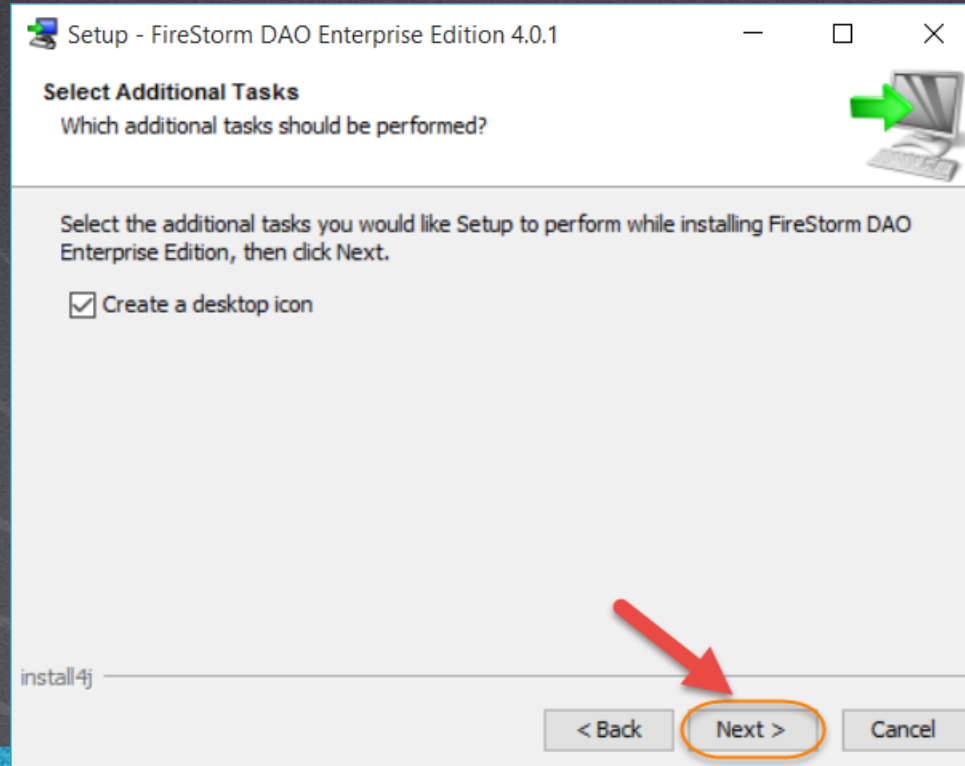 Setup - FireStorm DAO Enterprise Edition 4.0.1
Select Additional Tasks
Which additional tasks should be performed?
Select the additional tasks you would like Setup to perform while installing FireStorm DAO
Enterprise Edition, then click Next.
Create a desktop icon
install4j
< Back Next > Cancel